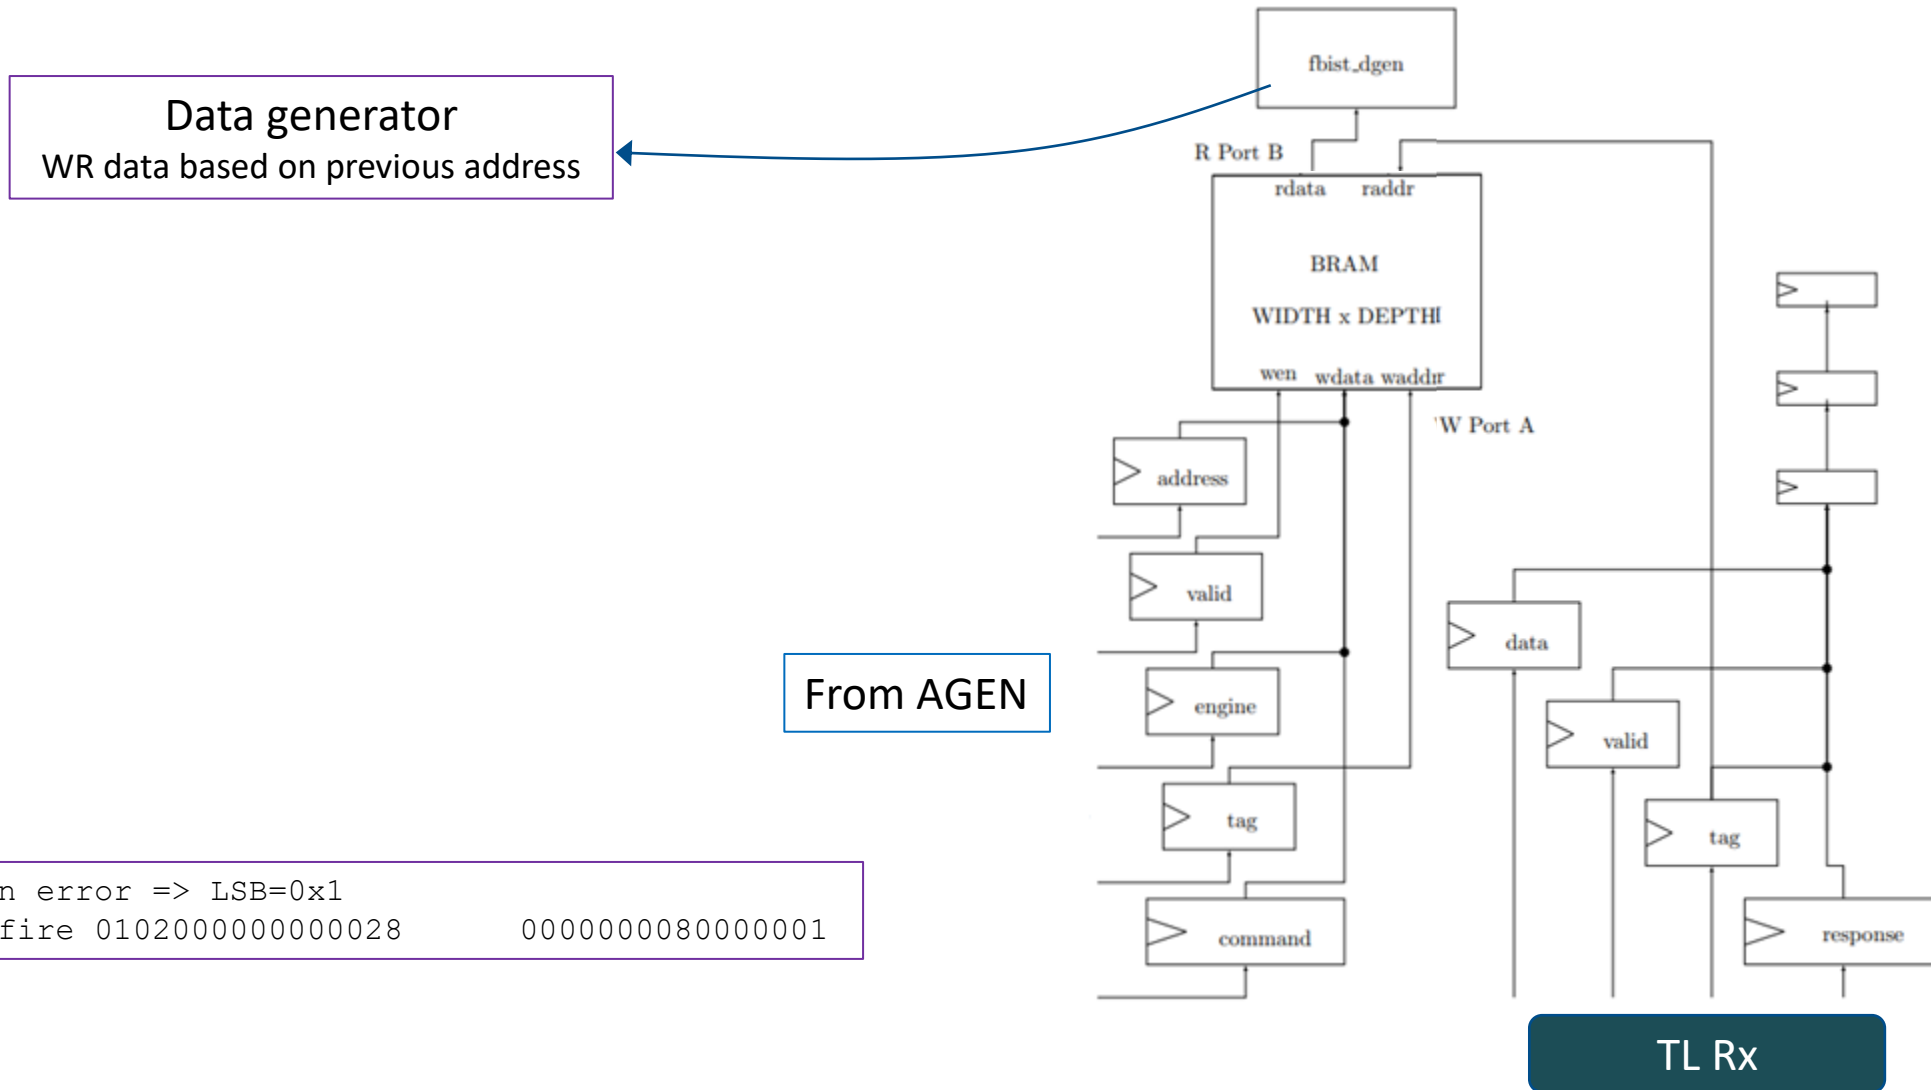 fbist_dgen
Data generator
WR data based on previous address
R Port B
rdata raddr
BRAM
WIDTH x DEPTH
wen wdata waddr
W Port A
address
valid
engine
tag
command
From AGEN
data
valid
tag
response
n error => LSB=0x1
fire 0102000000000028 0000000080000001
TL Rx